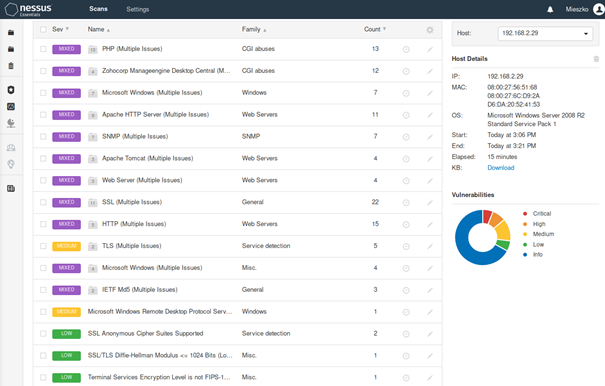 nessus Essentials Scans Settings Mieszko
Sev Name Family Count
MIXED PHP (Multiple Issues) CGI abuses 13
MIXED Zohocorp Manageengine Desktop Central (M... CGI abuses 12
MIXED Microsoft Windows (Multiple Issues) Windows 7
MIXED Apache HTTP Server (Multiple Issues) Web Servers 11
MIXED SNMP (Multiple Issues) SNMP 7
MIXED Apache Tomcat (Multiple Issues) Web Servers 4
MIXED Web Server (Multiple Issues) Web Servers 4
MIXED SSL (Multiple Issues) General 22
MIXED HTTP (Multiple Issues) Web Servers 15
MEDIUM TLS (Multiple Issues) Service detection 5
MIXED Microsoft Windows (Multiple Issues) Misc. 4
MIXED IETF Md5 (Multiple Issues) General 3
MEDIUM Microsoft Windows Remote Desktop Protocol Serv... Windows 1
LOW SSL Anonymous Cipher Suites Supported Service detection 2
LOW SSL/TLS Diffie-Hellman Modulus <= 1024 Bits (Lo... Misc. 1
LOW Terminal Services Encryption Level is not FIPS-1... Misc. 1
Host: 192.168.2.29
Host Details
IP: 192.168.2.29
MAC: 08:00:27:56:51:68
08:00:27:6C:D9:2A
D6:DA:20:52:41:53
OS: Microsoft Windows Server 2008 R2
Standard Service Pack 1
Start: Today at 3:06 PM
End: Today at 3:21 PM
Elapsed: 15 minutes
KB: Download
Vulnerabilities
Critical
High
Medium
Low
Info